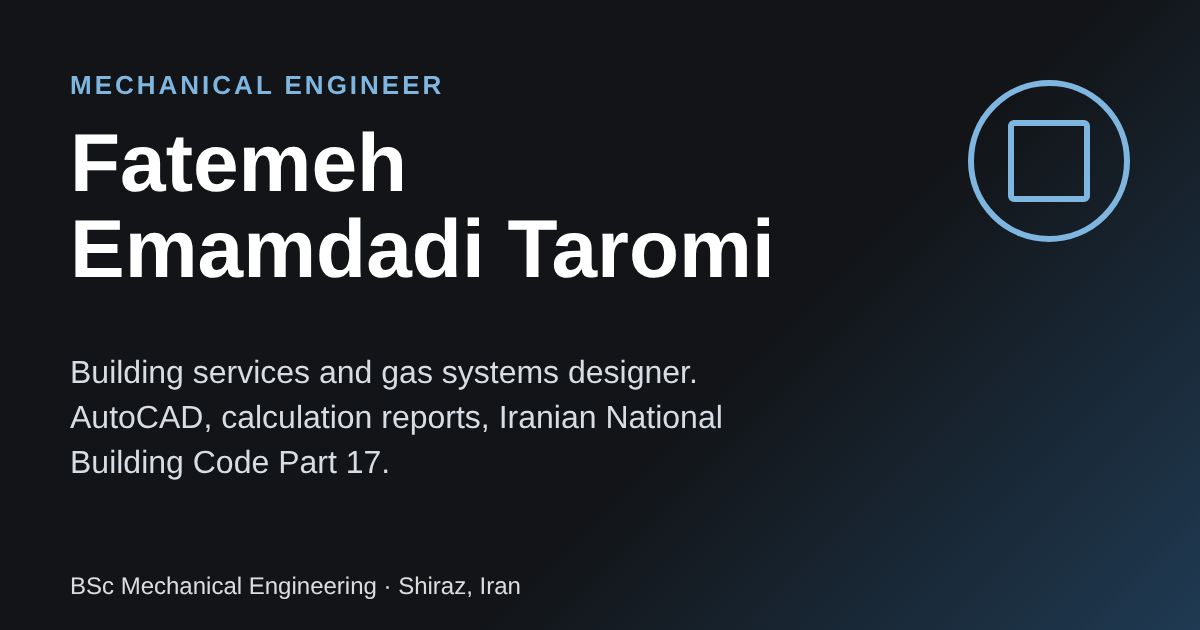 MECHANICAL ENGINEER
Fatemeh
Emamdadi Taromi
Building services and gas systems designer.
AutoCAD, calculation reports, Iranian National
Building Code Part 17.
BSc Mechanical Engineering · Shiraz, Iran